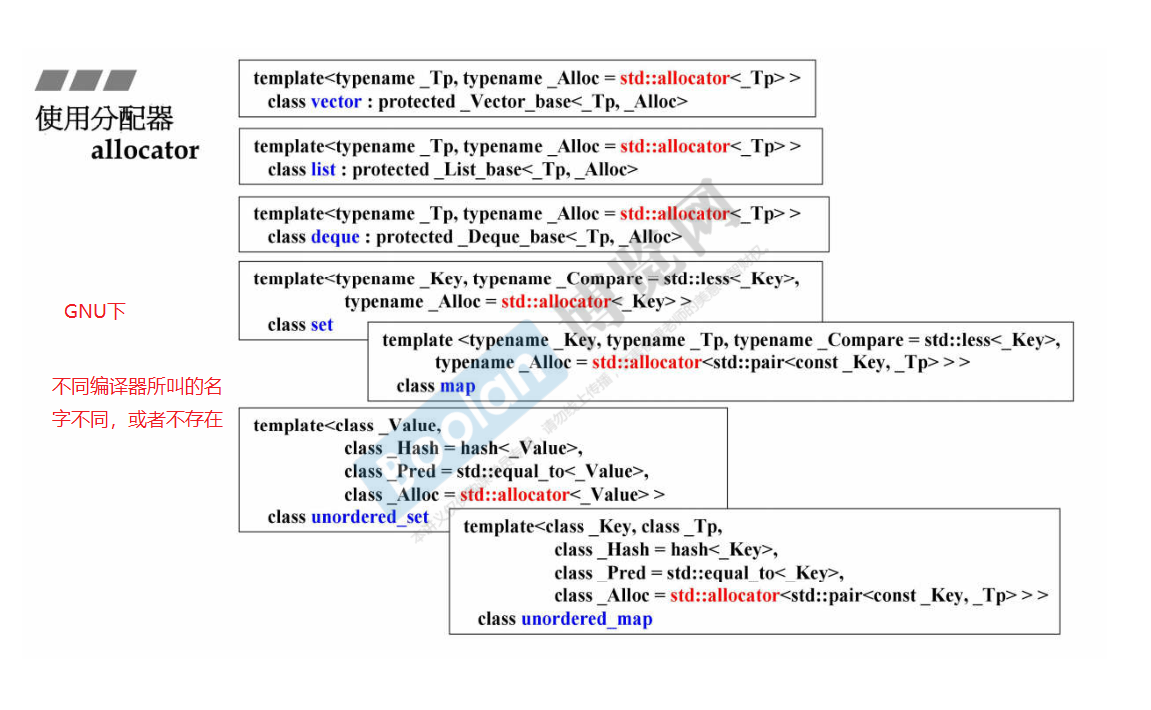 使用分配器
allocator
template<typename _Tp, typename _Alloc = std::allocator<_Tp> >
class vector : protected _Vector_base<_Tp, _Alloc>
template<typename _Tp, typename _Alloc = std::allocator<_Tp> >
class list : protected _List_base<_Tp, _Alloc>
template<typename _Tp, typename _Alloc = std::allocator<_Tp> >
class deque : protected _Deque_base<_Tp, _Alloc>
template<typename _Key, typename _Compare = std::less<_Key>,
typename _Alloc = std::allocator<_Key> >
class set
GNU下
template <typename _Key, typename _Tp, typename _Compare = std::less<_Key>,
typename _Alloc = std::allocator<std::pair<const _Key, _Tp> > >
class map
不同编译器所叫的名
字不同，或者不存在
template<class _Value,
class _Hash = hash<_Value>,
class _Pred = std::equal_to<_Value>,
class _Alloc = std::allocator<_Value> >
class unordered_set
template<class _Key, class _Tp,
class _Hash = hash<_Key>,
class _Pred = std::equal_to<_Key>,
class _Alloc = std::allocator<std::pair<const _Key, _Tp> > >
class unordered_map
Boolan 博览网